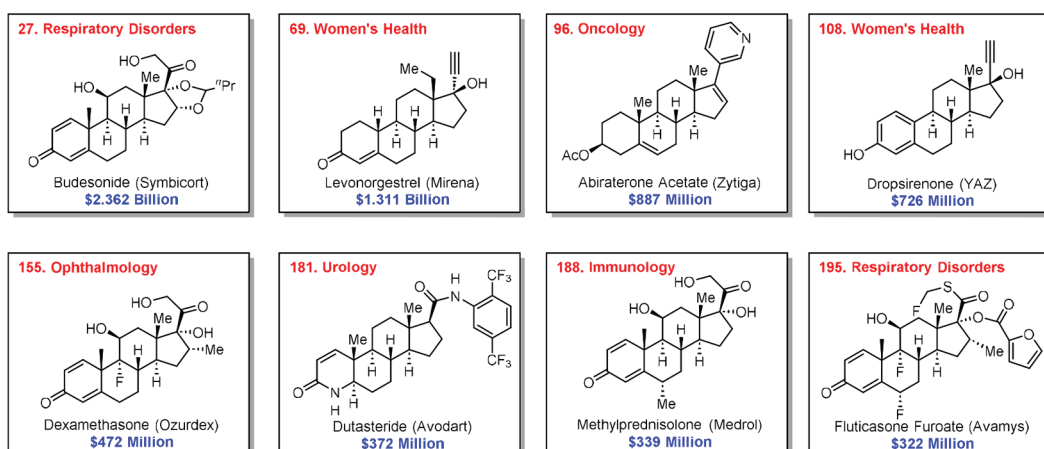 27. Respiratory Disorders
HO
O
Me
HO
O
O
ⁿPr
H
H
H
O
Budesonide (Symbicort)
$2.362 Billion
69. Women's Health
Me
OH
H
H
H
H
O
Levonorgestrel (Mirena)
$1.311 Billion
96. Oncology
N
Me
Me
H
H
H
AcO
Abiraterone Acetate (Zytiga)
$887 Million
108. Women's Health
Me
OH
H
H
H
HO
Dropsirenone (YAZ)
$726 Million
155. Ophthalmology
HO
O
Me
HO
OH
Me
H
F
H
O
Dexamethasone (Ozurdex)
$472 Million
181. Urology
O
H
N
CF₃
Me
CF₃
Me
H
H
H
O
N
H
H
Dutasteride (Avodart)
$372 Million
188. Immunology
HO
O
Me
HO
OH
H
H
H
O
Me
Methylprednisolone (Medrol)
$339 Million
195. Respiratory Disorders
F
S
O
Me
HO
O
O
O
Me
H
F
H
O
F
Fluticasone Furoate (Avamys)
$322 Million